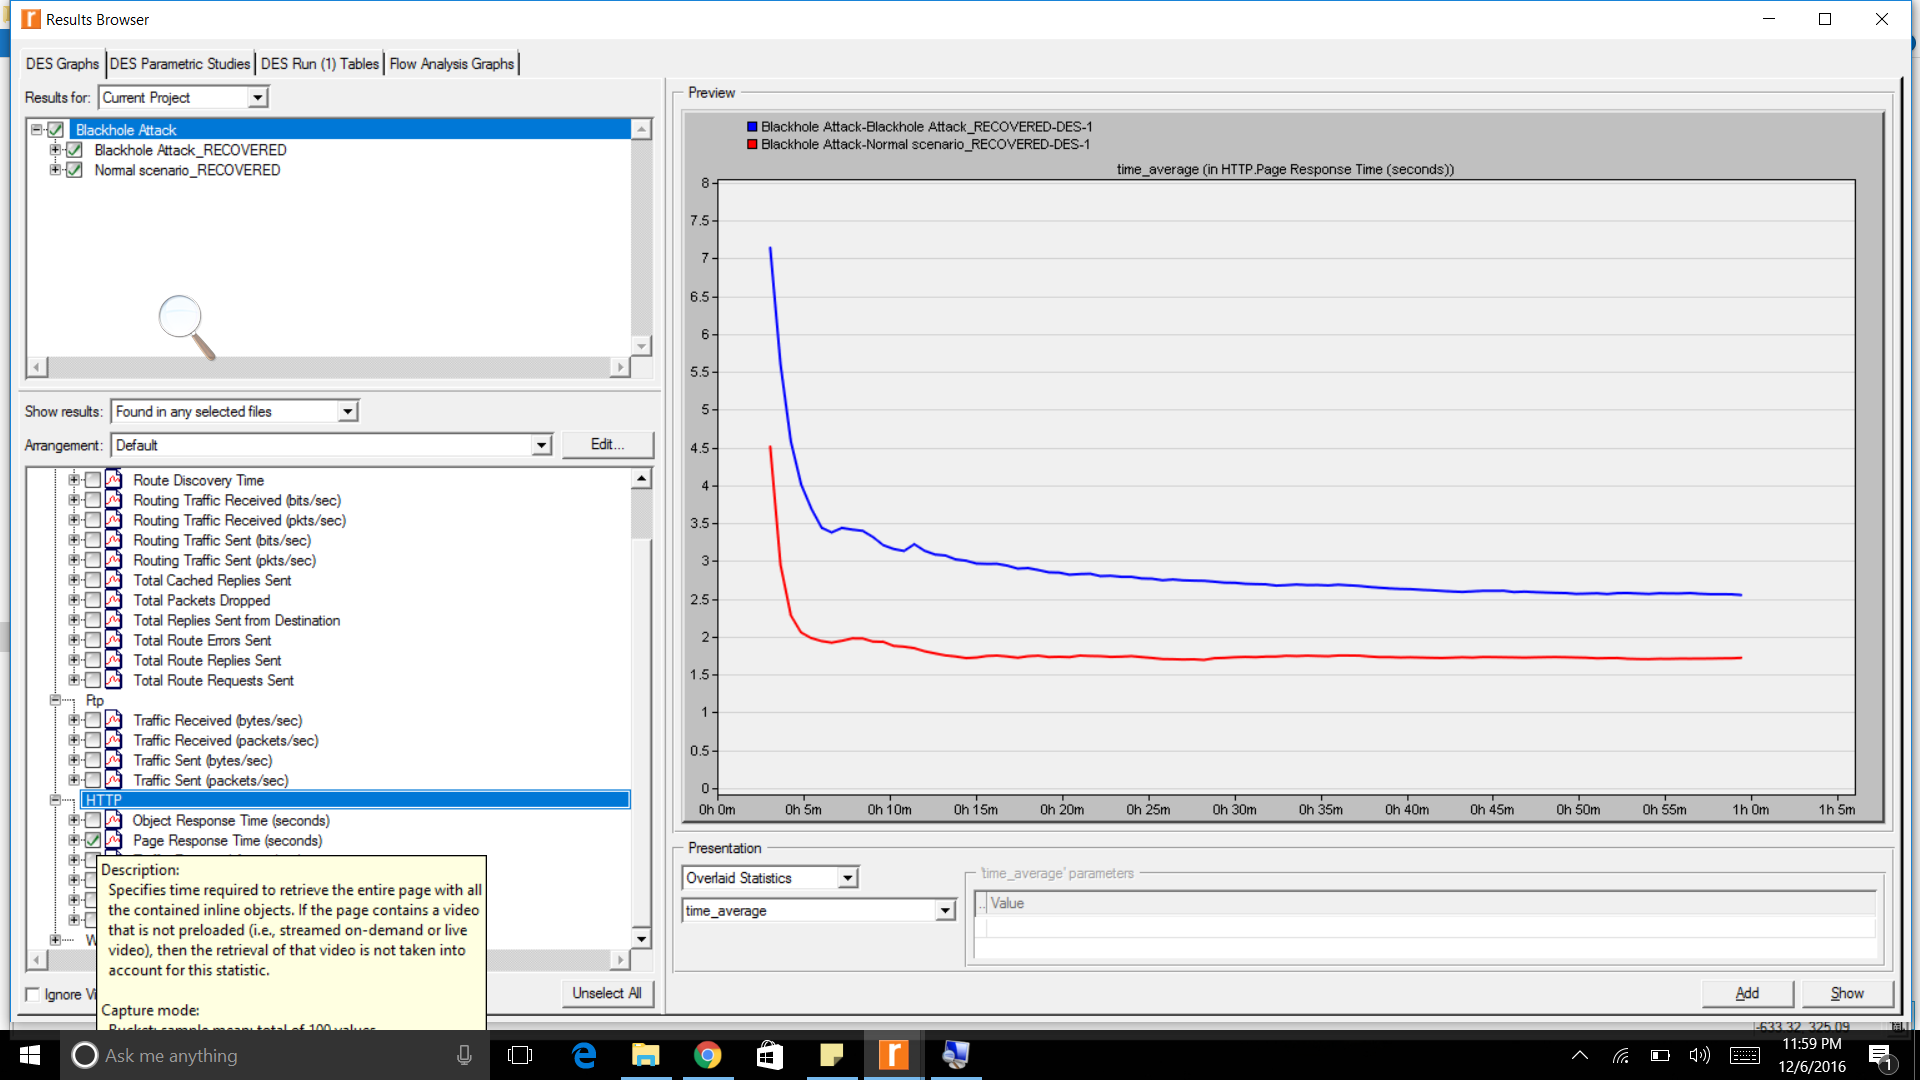 Results Browser
DES Graphs DES Parametric Studies DES Run (1) Tables Flow Analysis Graphs
Results for: Current Project
Blackhole Attack
Blackhole Attack_RECOVERED
Normal scenario_RECOVERED
Show results: Found in any selected files
Arrangement: Default Edit...
Route Discovery Time
Routing Traffic Received (bits/sec)
Routing Traffic Received (pkts/sec)
Routing Traffic Sent (bits/sec)
Routing Traffic Sent (pkts/sec)
Total Cached Replies Sent
Total Packets Dropped
Total Replies Sent from Destination
Total Route Errors Sent
Total Route Replies Sent
Total Route Requests Sent
Ftp
Traffic Received (bytes/sec)
Traffic Received (packets/sec)
Traffic Sent (bytes/sec)
Traffic Sent (packets/sec)
HTTP
Object Response Time (seconds)
Page Response Time (seconds)
Description:
Specifies time required to retrieve the entire page with all
the contained inline objects. If the page contains a video
that is not preloaded (i.e., streamed on-demand or live
video), then the retrieval of that video is not taken into
account for this statistic.
Capture mode:
Bucket: sample mean: total of 100 values
W
Ignore Vi
Unselect All
Preview
Blackhole Attack-Blackhole Attack_RECOVERED-DES-1
Blackhole Attack-Normal scenario_RECOVERED-DES-1
time_average (in HTTP.Page Response Time (seconds))
8
7.5
7
6.5
6
5.5
5
4.5
4
3.5
3
2.5
2
1.5
1
0.5
0
0h 0m 0h 5m 0h 10m 0h 15m 0h 20m 0h 25m 0h 30m 0h 35m 0h 40m 0h 45m 0h 50m 0h 55m 1h 0m 1h 5m
Presentation
Overlaid Statistics
time_average
'time_average' parameters
.. Value
Add Show
-633.32, 325.09
Ask me anything
11:59 PM
12/6/2016
1